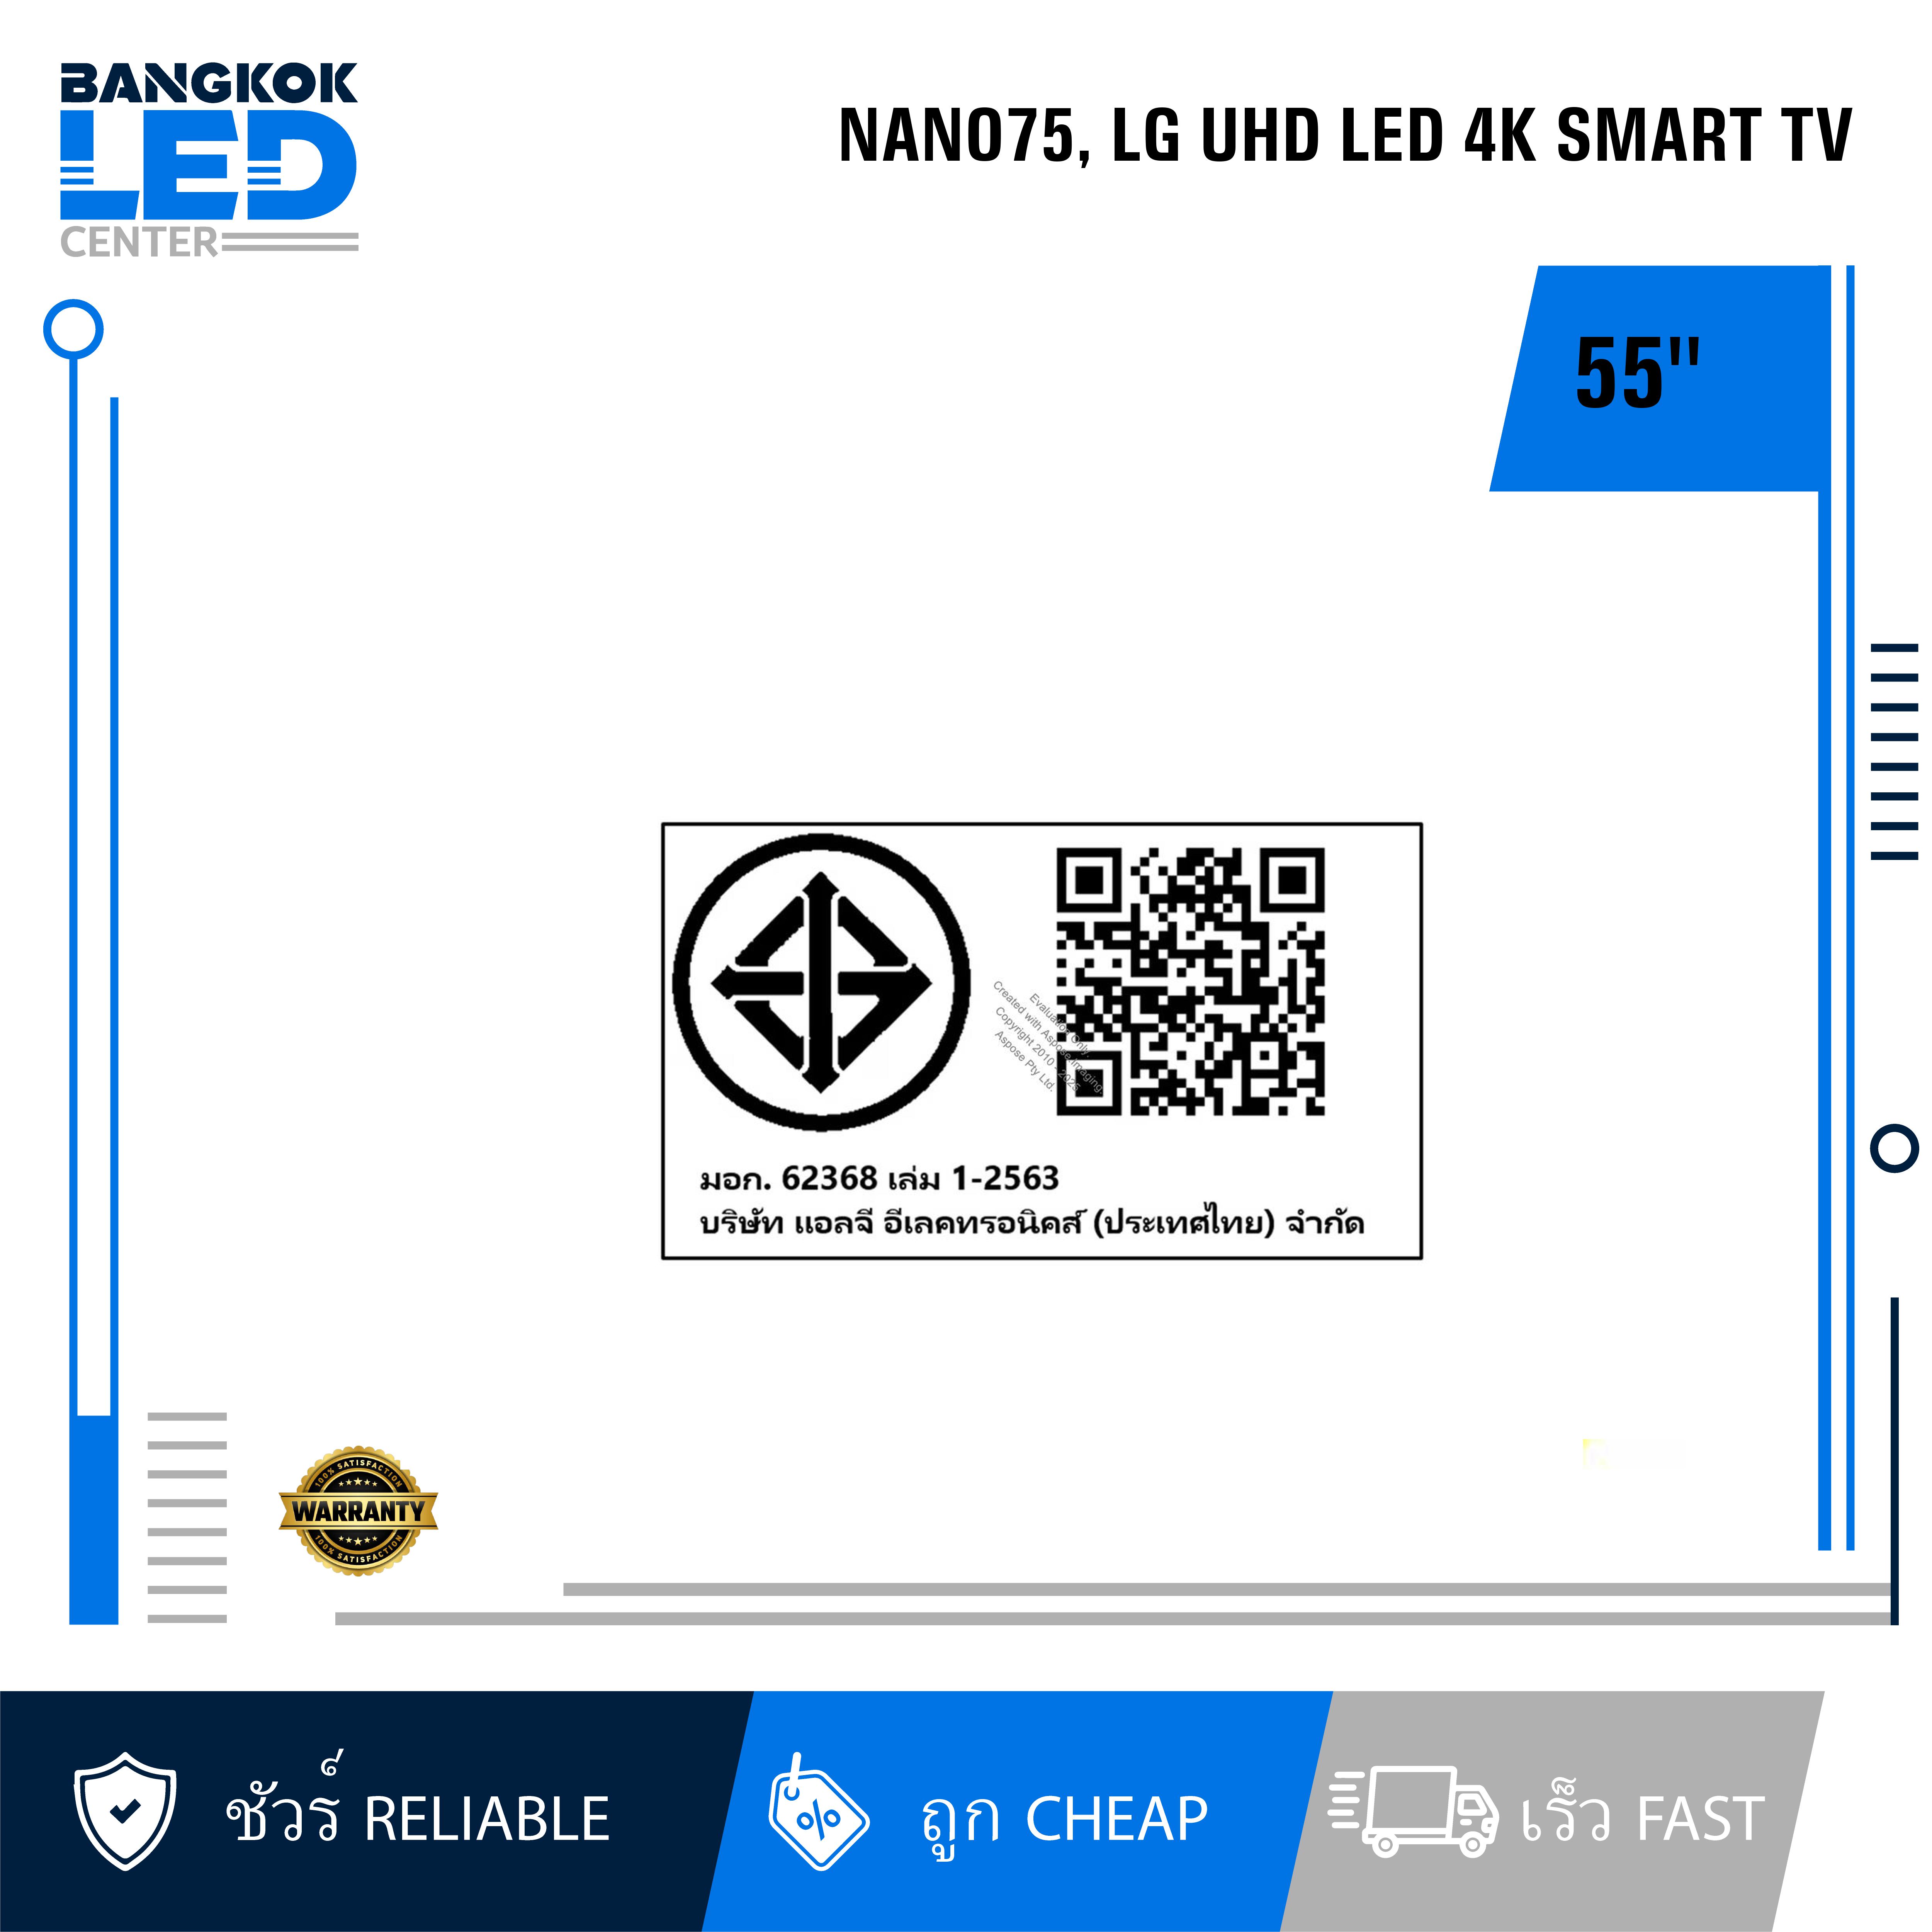 BANGKOK
LED
CENTER
NANO75, LG UHD LED 4K SMART TV
55"
Evaluation Only.
Created with Aspose.Imaging.
Copyright 2010 - 2025
Aspose Pty Ltd.
มอก. 62368 เล่ม 1-2563
บริษัท แอลจี อีเลคทรอนิคส์ (ประเทศไทย) จำกัด
100% SATISFACTION
WARRANTY
100% SATISFACTION
ชัวร์ RELIABLE
%
ถูก CHEAP
เร็ว FAST